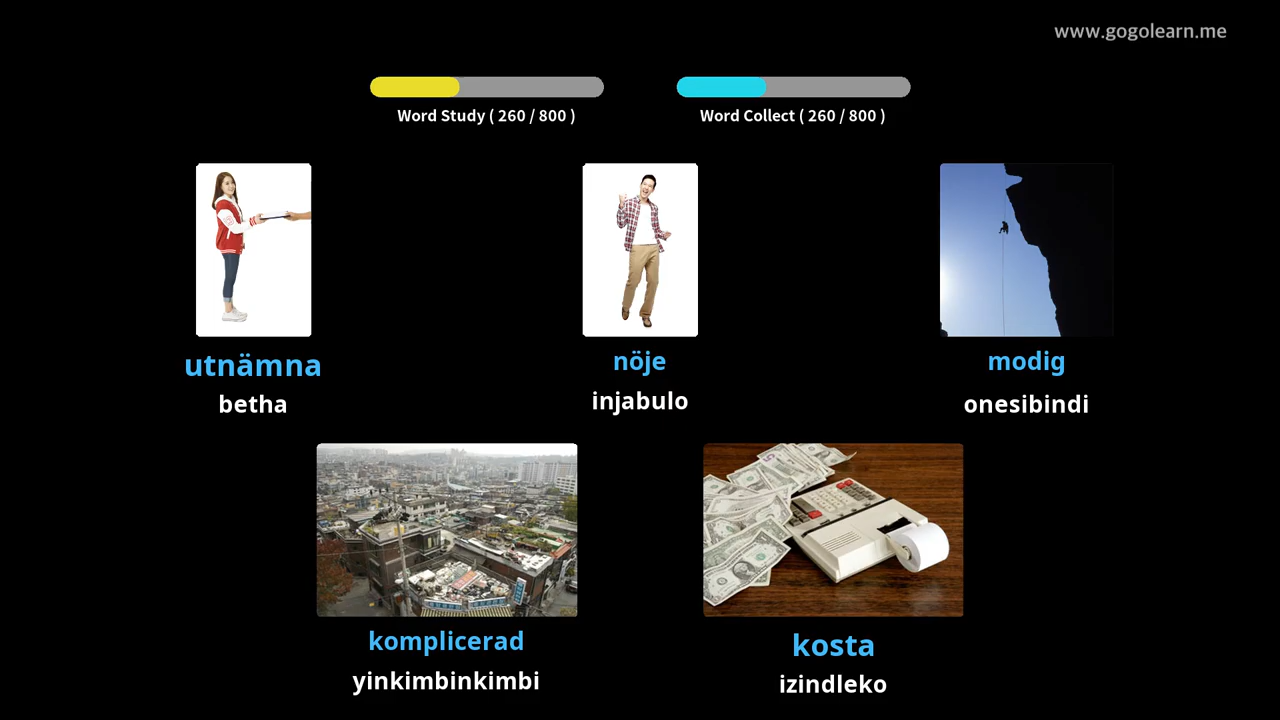 www.gogolearn.me
Word Study ( 260 / 800 )
Word Collect ( 260 / 800 )
utnämna
betha
nöje
injabulo
modig
onesibindi
komplicerad
yinkimbinkimbi
kosta
izindleko